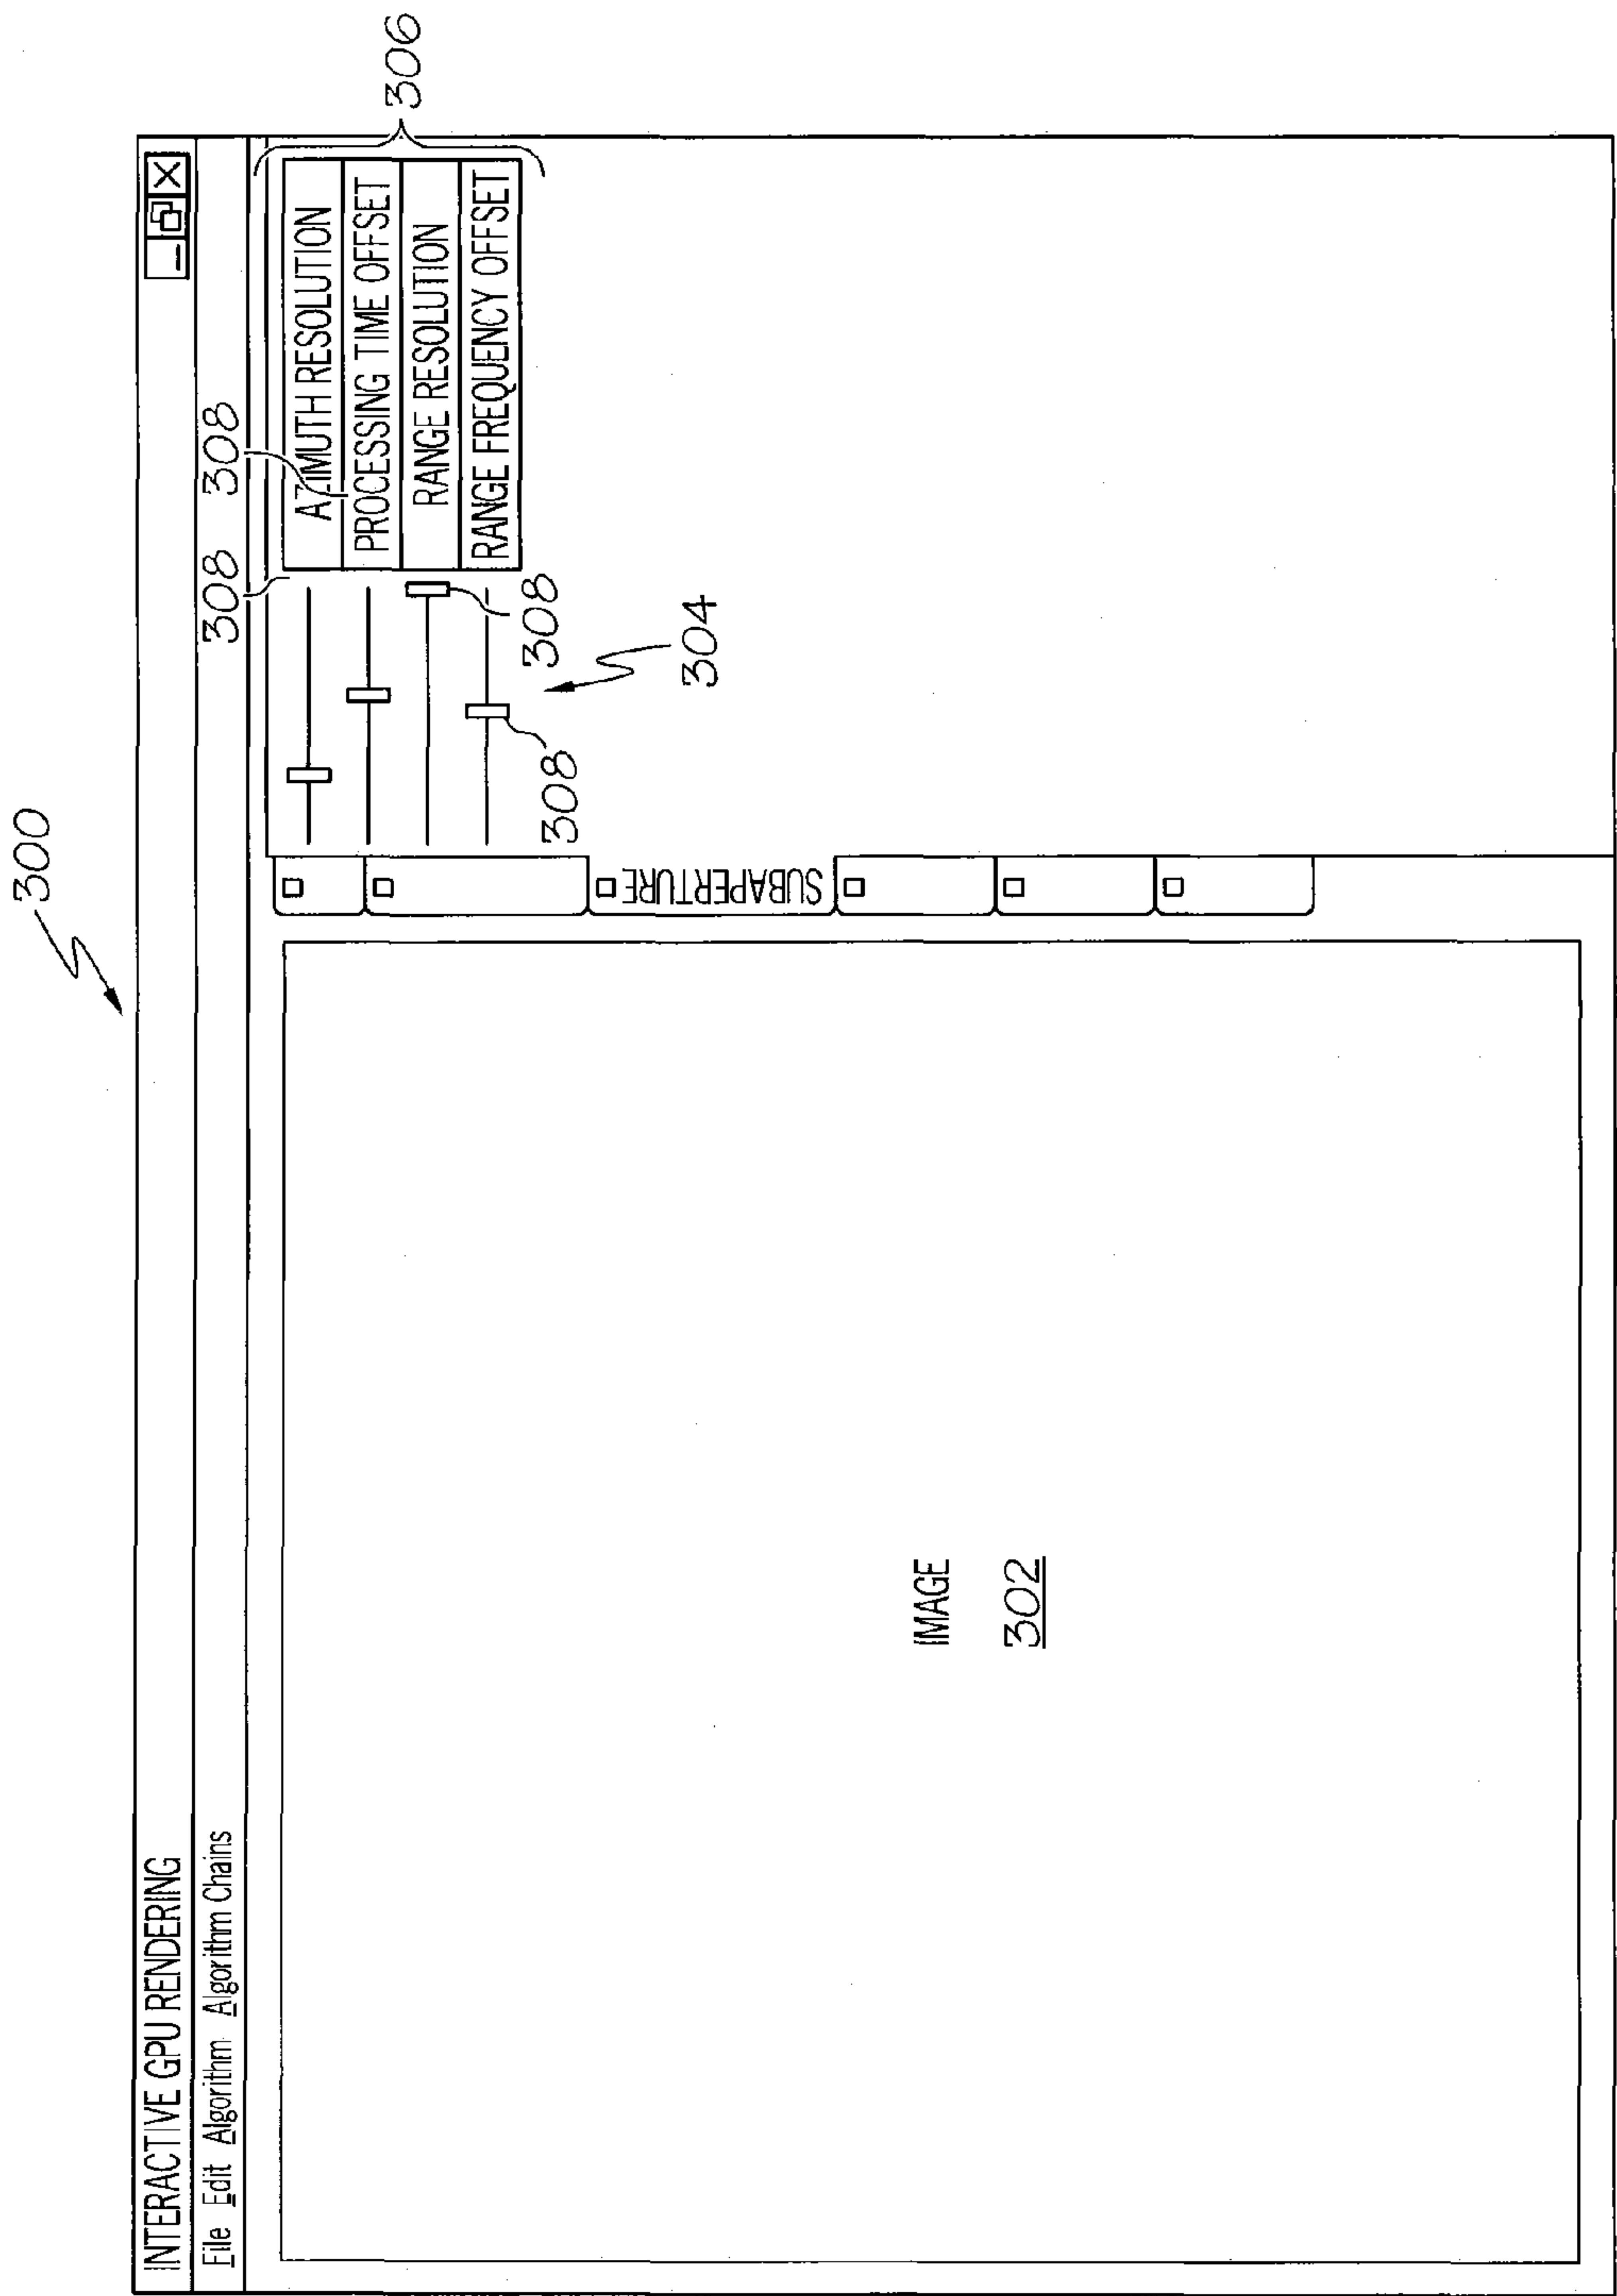 300
INTERACTIVE GPU RENDERING
File Edit Algorithm Algorithm Chains
308 308
306
AZIMUTH RESOLUTION
PROCESSING TIME OFFSET
RANGE RESOLUTION
RANGE FREQUENCY OFFSET
308
308
304
SUBAPERTURE
IMAGE
302